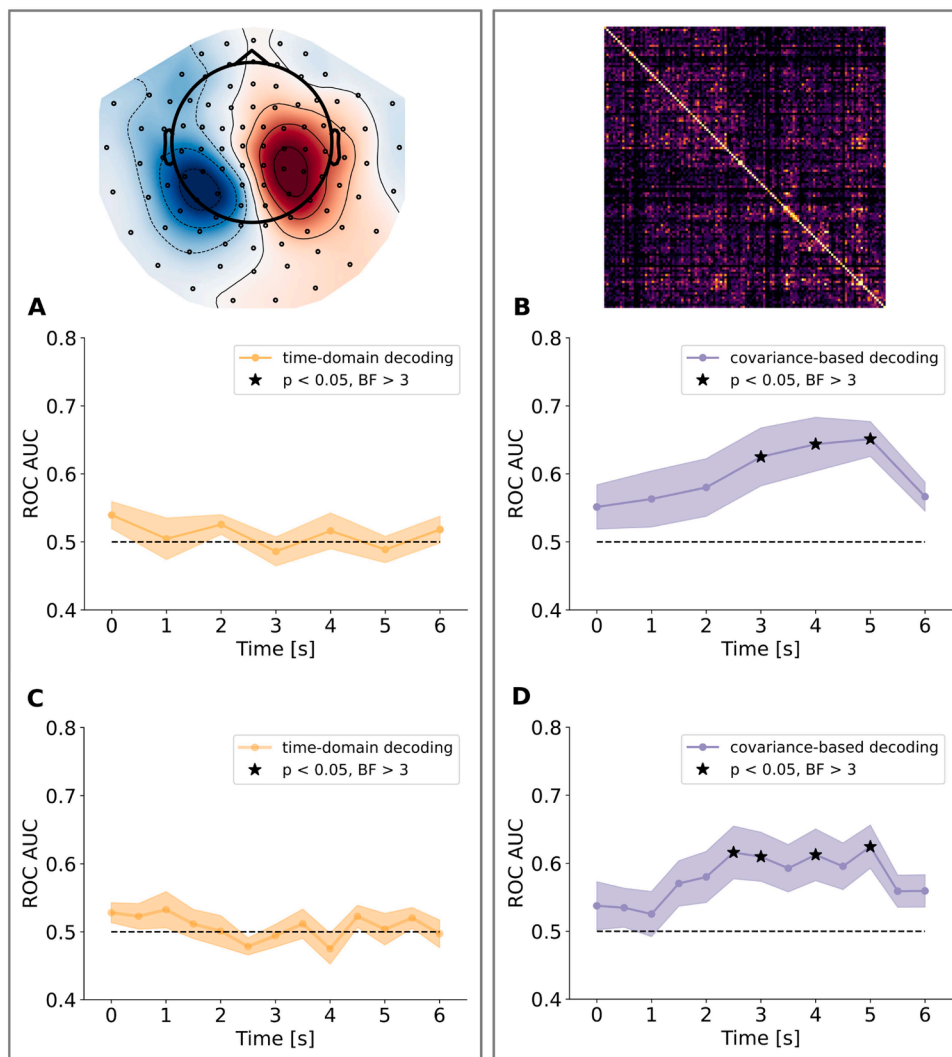 A
0.8
0.7
0.6
0.5
0.4
ROC AUC
time-domain decoding
★ p < 0.05, BF > 3
0 1 2 3 4 5 6
Time [s]
B
0.8
0.7
0.6
0.5
0.4
ROC AUC
covariance-based decoding
★ p < 0.05, BF > 3
0 1 2 3 4 5 6
Time [s]
C
0.8
0.7
0.6
0.5
0.4
ROC AUC
time-domain decoding
★ p < 0.05, BF > 3
0 1 2 3 4 5 6
Time [s]
D
0.8
0.7
0.6
0.5
0.4
ROC AUC
covariance-based decoding
★ p < 0.05, BF > 3
0 1 2 3 4 5 6
Time [s]